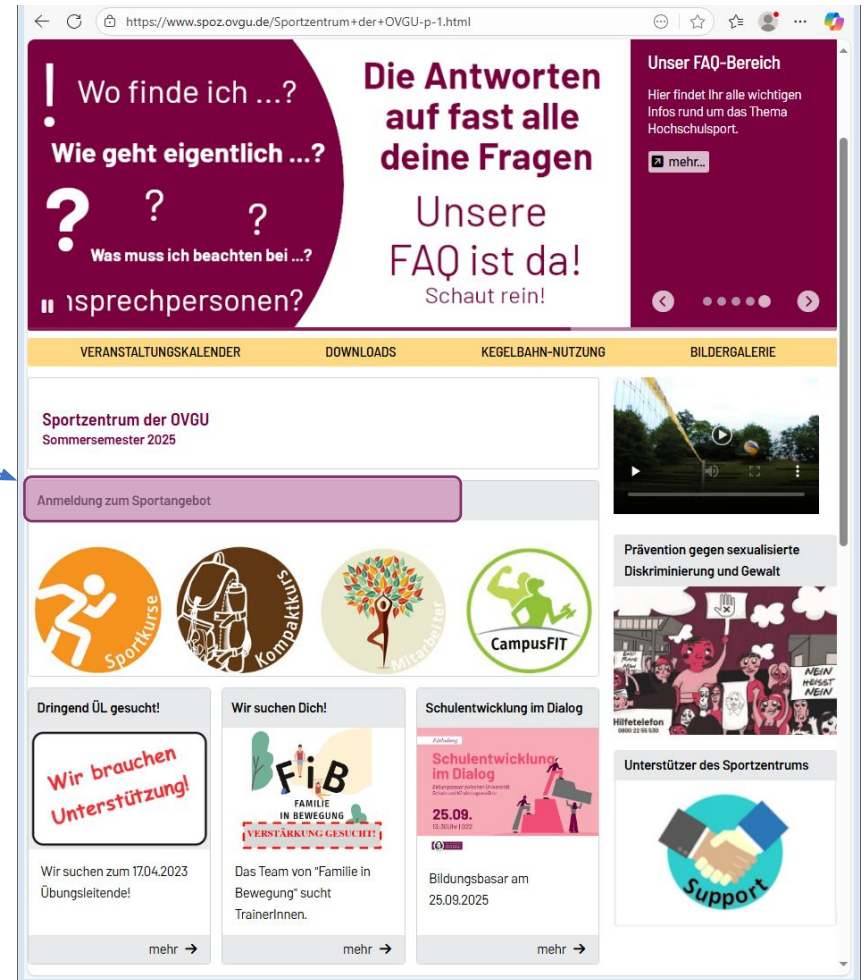 https://www.spoz.ovgu.de/Sportzentrum+der+OVGU-p-1.html
! Wo finde ich ...?
Wie geht eigentlich ...?
? ? ?
Was muss ich beachten bei ...?
nsprechpersonen?
Die Antworten
auf fast alle
deine Fragen
Unsere
FAQ ist da!
Schaut rein!
Unser FAQ-Bereich
Hier findet Ihr alle wichtigen
Infos rund um das Thema
Hochschulsport.
mehr...
VERANSTALTUNGSKALENDER DOWNLOADS KEGELBAHN-NUTZUNG BILDERGALERIE
Sportzentrum der OVGU
Sommersemester 2025
Anmeldung zum Sportangebot
Sportkurse
Kompaktkurs
Mitarbeiter
CampusFIT
Prävention gegen sexualisierte
Diskriminierung und Gewalt
NEIN
HEISST
NEIN
Hilfetelefon
Dringend ÜL gesucht!
Wir brauchen
Unterstützung!
Wir suchen zum 17.04.2023
Übungsleitende!
mehr →
Wir suchen Dich!
FiB
FAMILIE
IN BEWEGUNG
VERSTÄRKUNG GESUCHT!
Das Team von "Familie in
Bewegung" sucht
TrainerInnen.
mehr →
Schulentwicklung im Dialog
Einladung
Schulentwicklung
im Dialog
25.09.
Bildungsbasar am
25.09.2025
mehr →
Unterstützer des Sportzentrums
Support